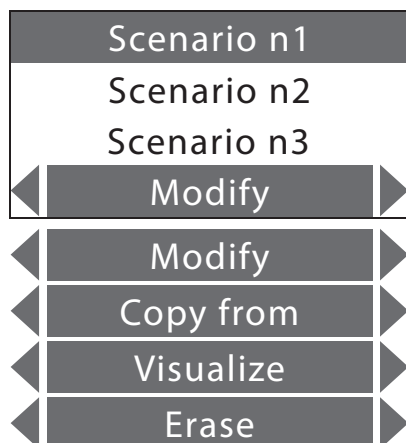 Scenario n1
Scenario n2
Scenario n3
Modify
Modify
Copy from
Visualize
Erase